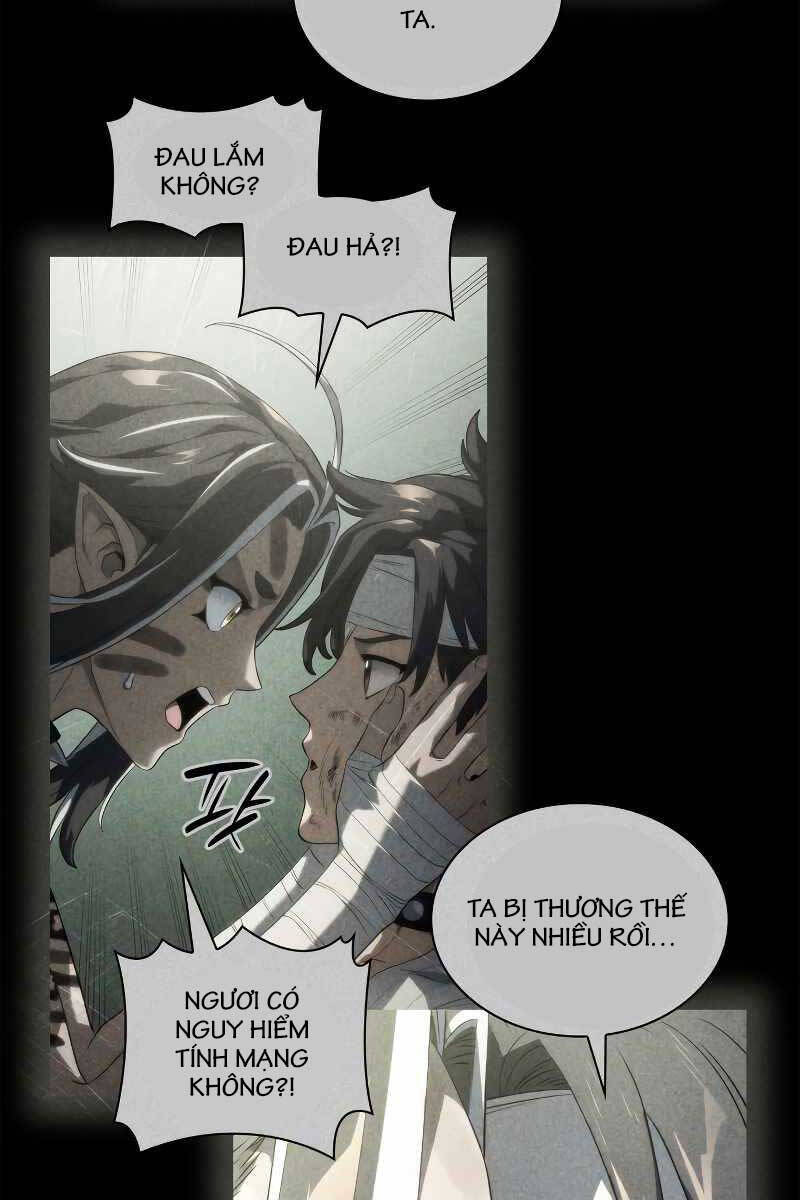 TA.
ĐAU LẮM
KHÔNG?
ĐAU HẢ?!
파
TA BỊ THƯƠNG THẾ
NÀY NHIỀU RỒI...
NGƯƠI CÓ
NGUY HIỂM
TÍNH MẠNG
KHÔNG?!